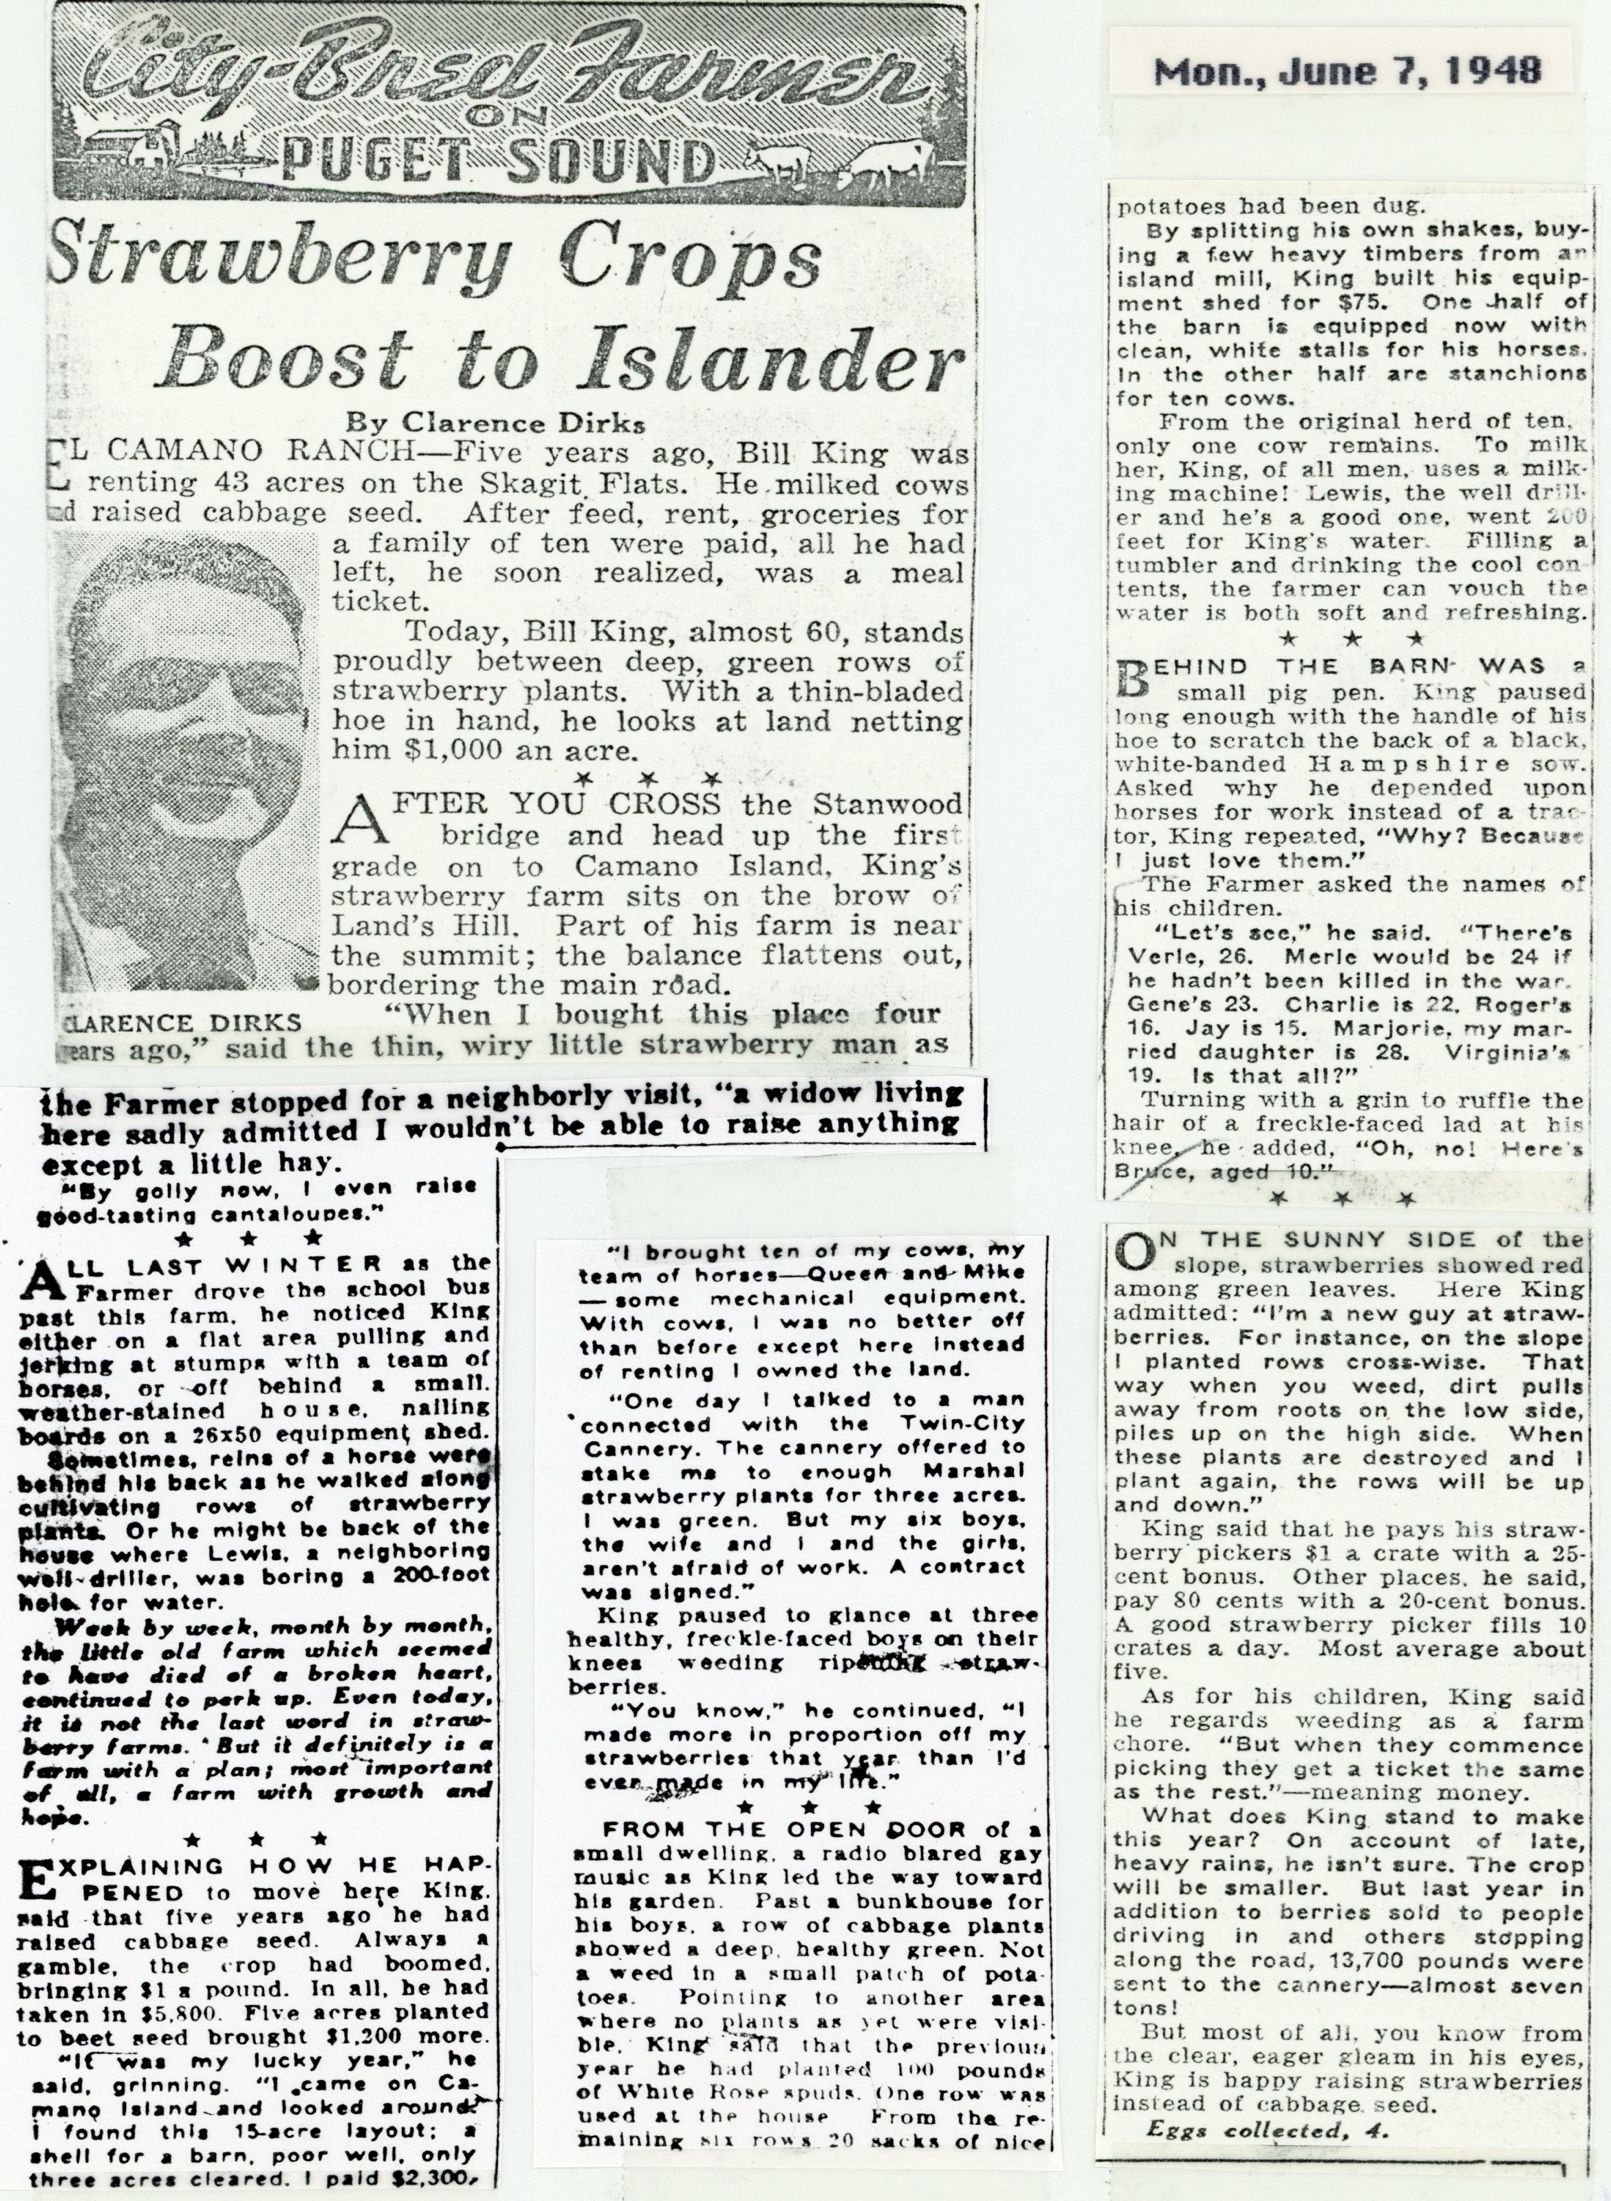 City-Bred Farmer
ON
PUGET SOUND
Mon., June 7, 1948
Strawberry Crops
Boost to Islander
By Clarence Dirks
EL CAMANO RANCH—Five years ago, Bill King was
renting 43 acres on the Skagit Flats. He milked cows
d raised cabbage seed. After feed, rent, groceries for
a family of ten were paid, all he had
left, he soon realized, was a meal
ticket.
Today, Bill King, almost 60, stands
proudly between deep, green rows of
strawberry plants. With a thin-bladed
hoe in hand, he looks at land netting
him $1,000 an acre.
★ ★ ★
AFTER YOU CROSS the Stanwood
bridge and head up the first
grade on to Camano Island, King's
strawberry farm sits on the brow of
Land's Hill. Part of his farm is near
the summit; the balance flattens out,
bordering the main road.
CLARENCE DIRKS
"When I bought this place four
ears ago," said the thin, wiry little strawberry man as
the Farmer stopped for a neighborly visit, "a widow living
here sadly admitted I wouldn't be able to raise anything
except a little hay.
"By golly now, I even raise
good-tasting cantaloupes."
★ ★ ★
ALL LAST WINTER as the
Farmer drove the school bus
past this farm, he noticed King
either on a flat area pulling and
jerking at stumps with a team of
horses, or off behind a small,
weather-stained house, nailing
boards on a 26x50 equipment shed.
Sometimes, reins of a horse were
behind his back as he walked along
cultivating rows of strawberry
plants. Or he might be back of the
house where Lewis, a neighboring
well-driller, was boring a 200-foot
hole for water.
Week by week, month by month,
the little old farm which seemed
to have died of a broken heart,
continued to perk up. Even today,
it is not the last word in straw-
berry farms. But it definitely is a
farm with a plan; most important
of all, a farm with growth and
hope.
★ ★ ★
EXPLAINING HOW HE HAP-
PENED to move here King,
said that five years ago he had
raised cabbage seed. Always a
gamble, the crop had boomed,
bringing $1 a pound. In all, he had
taken in $5,800. Five acres planted
to beet seed brought $1,200 more.
"It was my lucky year," he
said, grinning. "I came on Ca-
mano Island and looked around.
I found this 15-acre layout; a
shell for a barn, poor well, only
three acres cleared. I paid $2,300.
"I brought ten of my cows, my
team of horses—Queen and Mike
—some mechanical equipment.
With cows, I was no better off
than before except here instead
of renting I owned the land.
"One day I talked to a man
connected with the Twin-City
Cannery. The cannery offered to
stake me to enough Marshal
strawberry plants for three acres.
I was green. But my six boys,
the wife and I and the girls,
aren't afraid of work. A contract
was signed."
King paused to glance at three
healthy, freckle-faced boys on their
knees weeding ripening straw-
berries.
"You know," he continued, "I
made more in proportion off my
strawberries that year than I'd
ever made in my life."
★ ★ ★
FROM THE OPEN DOOR of a
small dwelling, a radio blared gay
music as King led the way toward
his garden. Past a bunkhouse for
his boys, a row of cabbage plants
showed a deep, healthy green. Not
a weed in a small patch of pota-
toes. Pointing to another area
where no plants as yet were visi-
ble, King said that the previous
year he had planted 100 pounds
of White Rose spuds. One row was
used at the house From the re-
maining six rows 20 sacks of nice
potatoes had been dug.
By splitting his own shakes, buy-
ing a few heavy timbers from an
island mill, King built his equip-
ment shed for $75. One half of
the barn is equipped now with
clean, white stalls for his horses.
In the other half are stanchions
for ten cows.
From the original herd of ten,
only one cow remains. To milk
her, King, of all men, uses a milk-
ing machine! Lewis, the well drill-
er and he's a good one, went 200
feet for King's water. Filling a
tumbler and drinking the cool con-
tents, the farmer can vouch the
water is both soft and refreshing.
★ ★ ★
BEHIND THE BARN WAS a
small pig pen. King paused
long enough with the handle of his
hoe to scratch the back of a black,
white-banded Hampshire sow.
Asked why he depended upon
horses for work instead of a trac-
tor, King repeated, "Why? Because
I just love them."
The Farmer asked the names of
his children.
"Let's see," he said. "There's
Verle, 26. Merle would be 24 if
he hadn't been killed in the war.
Gene's 23. Charlie is 22, Roger's
16. Jay is 15. Marjorie, my mar-
ried daughter is 28. Virginia's
19. Is that all?"
Turning with a grin to ruffle the
hair of a freckle-faced lad at his
knee, he added, "Oh, no! Here's
Bruce, aged 10."
★ ★ ★
ON THE SUNNY SIDE of the
slope, strawberries showed red
among green leaves. Here King
admitted: "I'm a new guy at straw-
berries. For instance, on the slope
I planted rows cross-wise. That
way when you weed, dirt pulls
away from roots on the low side,
piles up on the high side. When
these plants are destroyed and I
plant again, the rows will be up
and down."
King said that he pays his straw-
berry pickers $1 a crate with a 25-
cent bonus. Other places, he said,
pay 80 cents with a 20-cent bonus.
A good strawberry picker fills 10
crates a day. Most average about
five.
As for his children, King said
he regards weeding as a farm
chore. "But when they commence
picking they get a ticket the same
as the rest."—meaning money.
What does King stand to make
this year? On account of late,
heavy rains, he isn't sure. The crop
will be smaller. But last year in
addition to berries sold to people
driving in and others stopping
along the road, 13,700 pounds were
sent to the cannery—almost seven
tons!
But most of all, you know from
the clear, eager gleam in his eyes,
King is happy raising strawberries
instead of cabbage seed.
Eggs collected, 4.